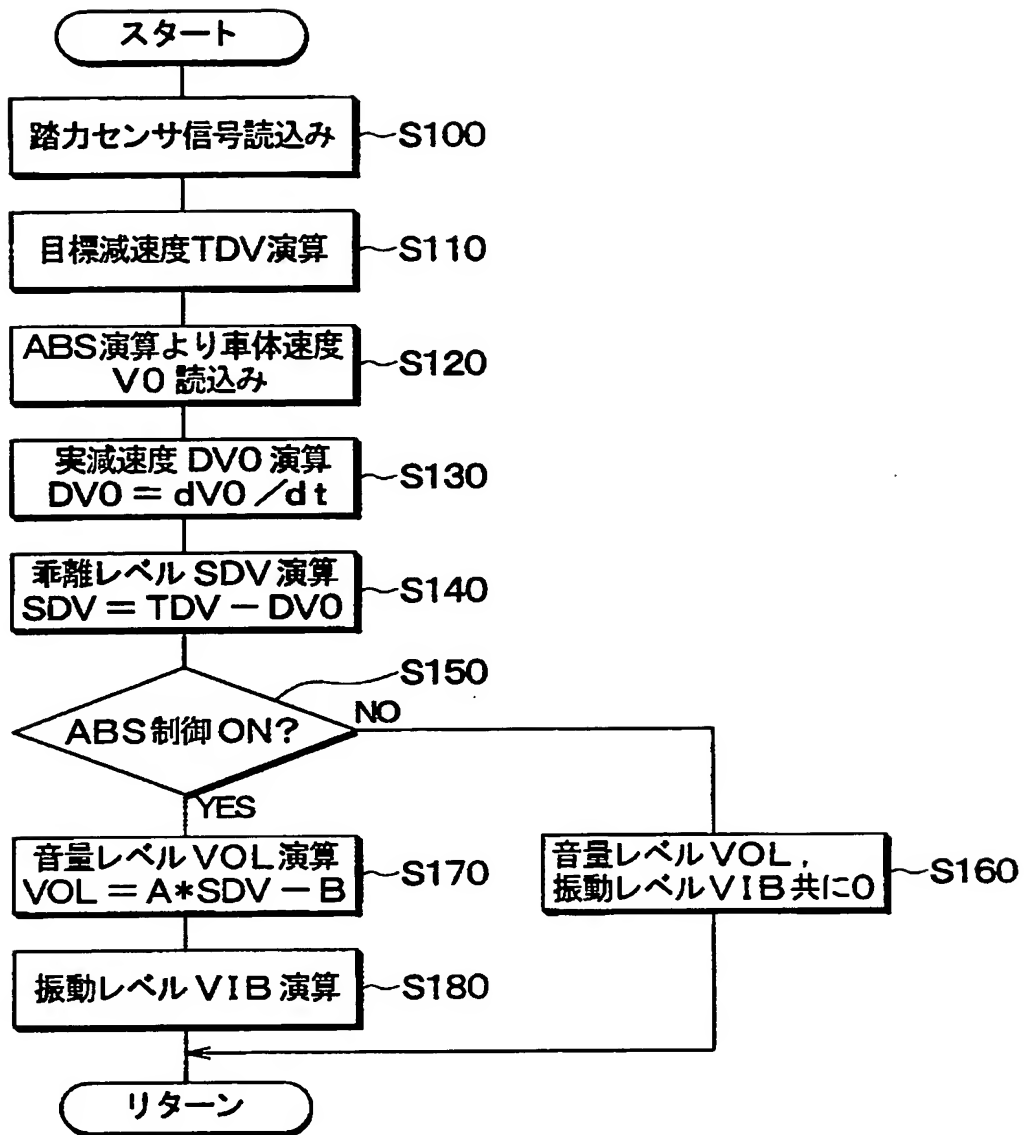 スタート
踏力センサ信号読込み
S100
目標減速度TDV演算
S110
ABS演算より車体速度
V0 読込み
S120
実減速度 DV0 演算
DV0 = dV0 / dt
S130
乖離レベル SDV 演算
SDV = TDV − DV0
S140
S150
ABS制御ON?
NO
YES
音量レベル VOL 演算
VOL = A*SDV − B
S170
音量レベル VOL,
振動レベル VIB 共に0
S160
振動レベル VIB 演算
S180
リターン